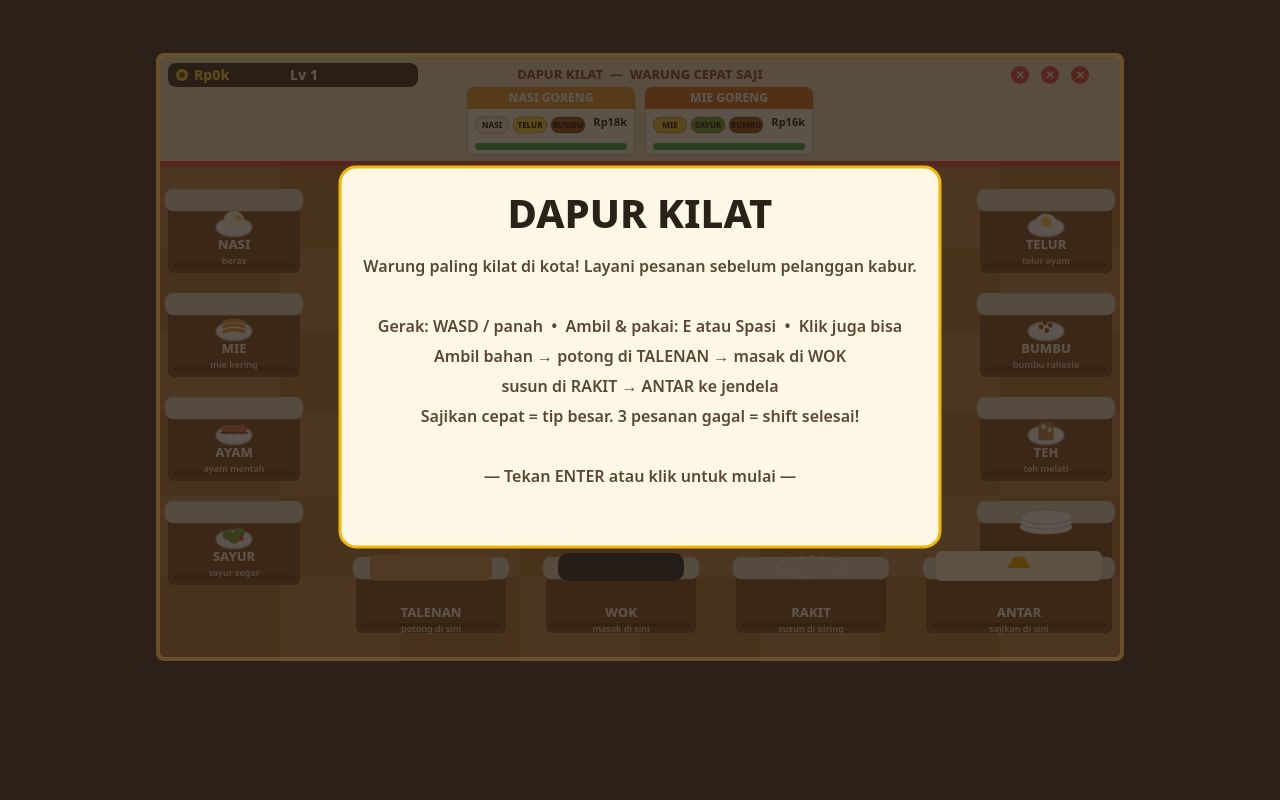 Rp0k
Lv 1
DAPUR KILAT — WARUNG CEPAT SAJI
NASI GORENG
NASI TELUR BUMBU Rp18k
MIE GORENG
MIE SAYUR BUMBU Rp16k
DAPUR KILAT
Warung paling kilat di kota! Layani pesanan sebelum pelanggan kabur.
Gerak: WASD / panah • Ambil & pakai: E atau Spasi • Klik juga bisa
Ambil bahan → potong di TALENAN → masak di WOK
susun di RAKIT → ANTAR ke jendela
Sajikan cepat = tip besar. 3 pesanan gagal = shift selesai!
— Tekan ENTER atau klik untuk mulai —
NASI
beras
MIE
mie kering
AYAM
ayam mentah
SAYUR
sayur segar
TELUR
telur ayam
BUMBU
bumbu rahasia
TEH
teh melati
TALENAN
potong di sini
WOK
masak di sini
RAKIT
susun di piring
ANTAR
sajikan di sini